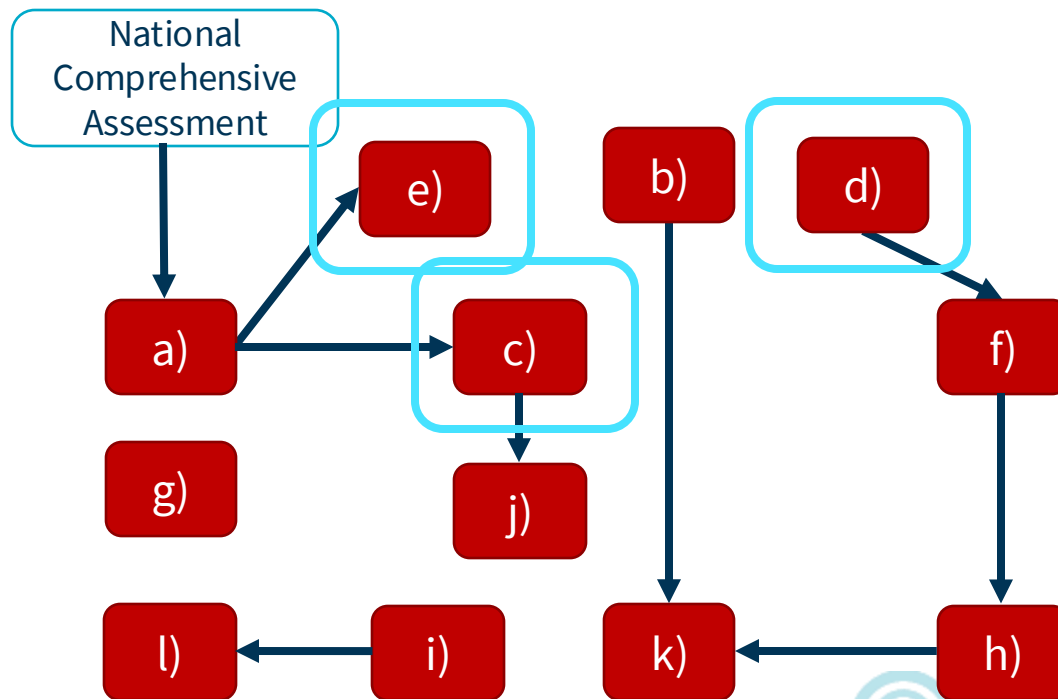 National
Comprehensive
Assessment
e)
b)
d)
a)
c)
f)
g)
j)
l)
i)
k)
h)